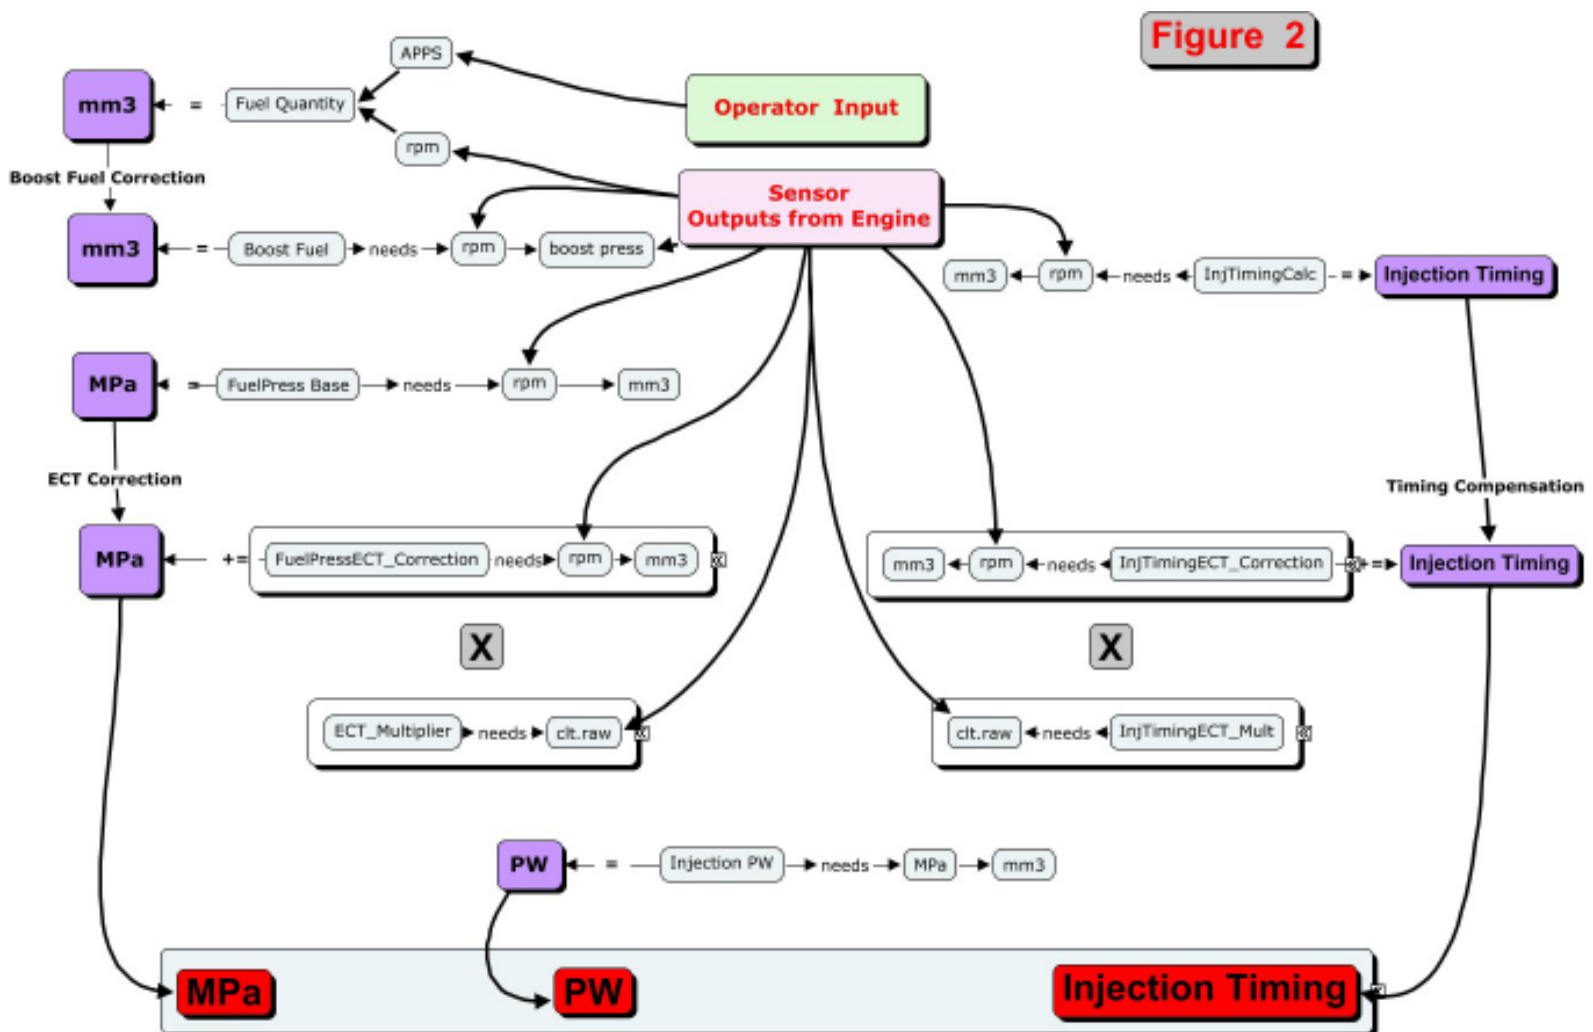 Figure 2
APPS
mm3 = Fuel Quantity
Operator Input
rpm
Boost Fuel Correction
Sensor
Outputs from Engine
mm3 = Boost Fuel needs rpm boost press
mm3 rpm needs InjTimingCalc = Injection Timing
MPa = FuelPress Base needs rpm mm3
ECT Correction
Timing Compensation
MPa += FuelPressECT_Correction needs rpm mm3
mm3 rpm needs InjTimingECT_Correction += Injection Timing
X
X
ECT_Multiplier needs clt.raw
clt.raw needs InjTimingECT_Mult
PW = Injection PW needs MPa mm3
MPa
PW
Injection Timing